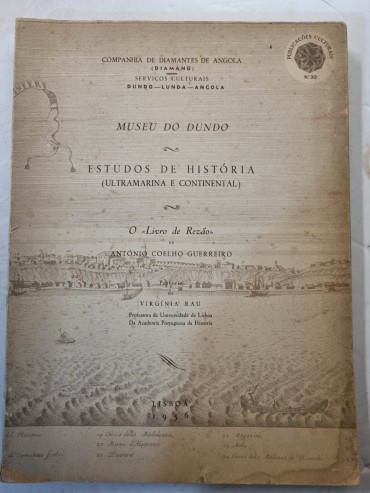 COMPANHIA DE DIAMANTES DE ANGOLA
(DIAMANG)
SERVIÇOS CULTURAIS
DUNDO—LUNDA—ANGOLA
PUBLICAÇÕES CULTURAIS
N.º 30
MUSEU DO DUNDO
ESTUDOS DE HISTÓRIA
(ULTRAMARINA E CONTINENTAL)
O «Livro de Rezão»
DE
ANTÓNIO COELHO GUERREIRO
Prefácio
de
VIRGÍNIA RAU
Professora da Universidade de Lisboa
Da Academia Portuguesa da História
LISBOA
1956